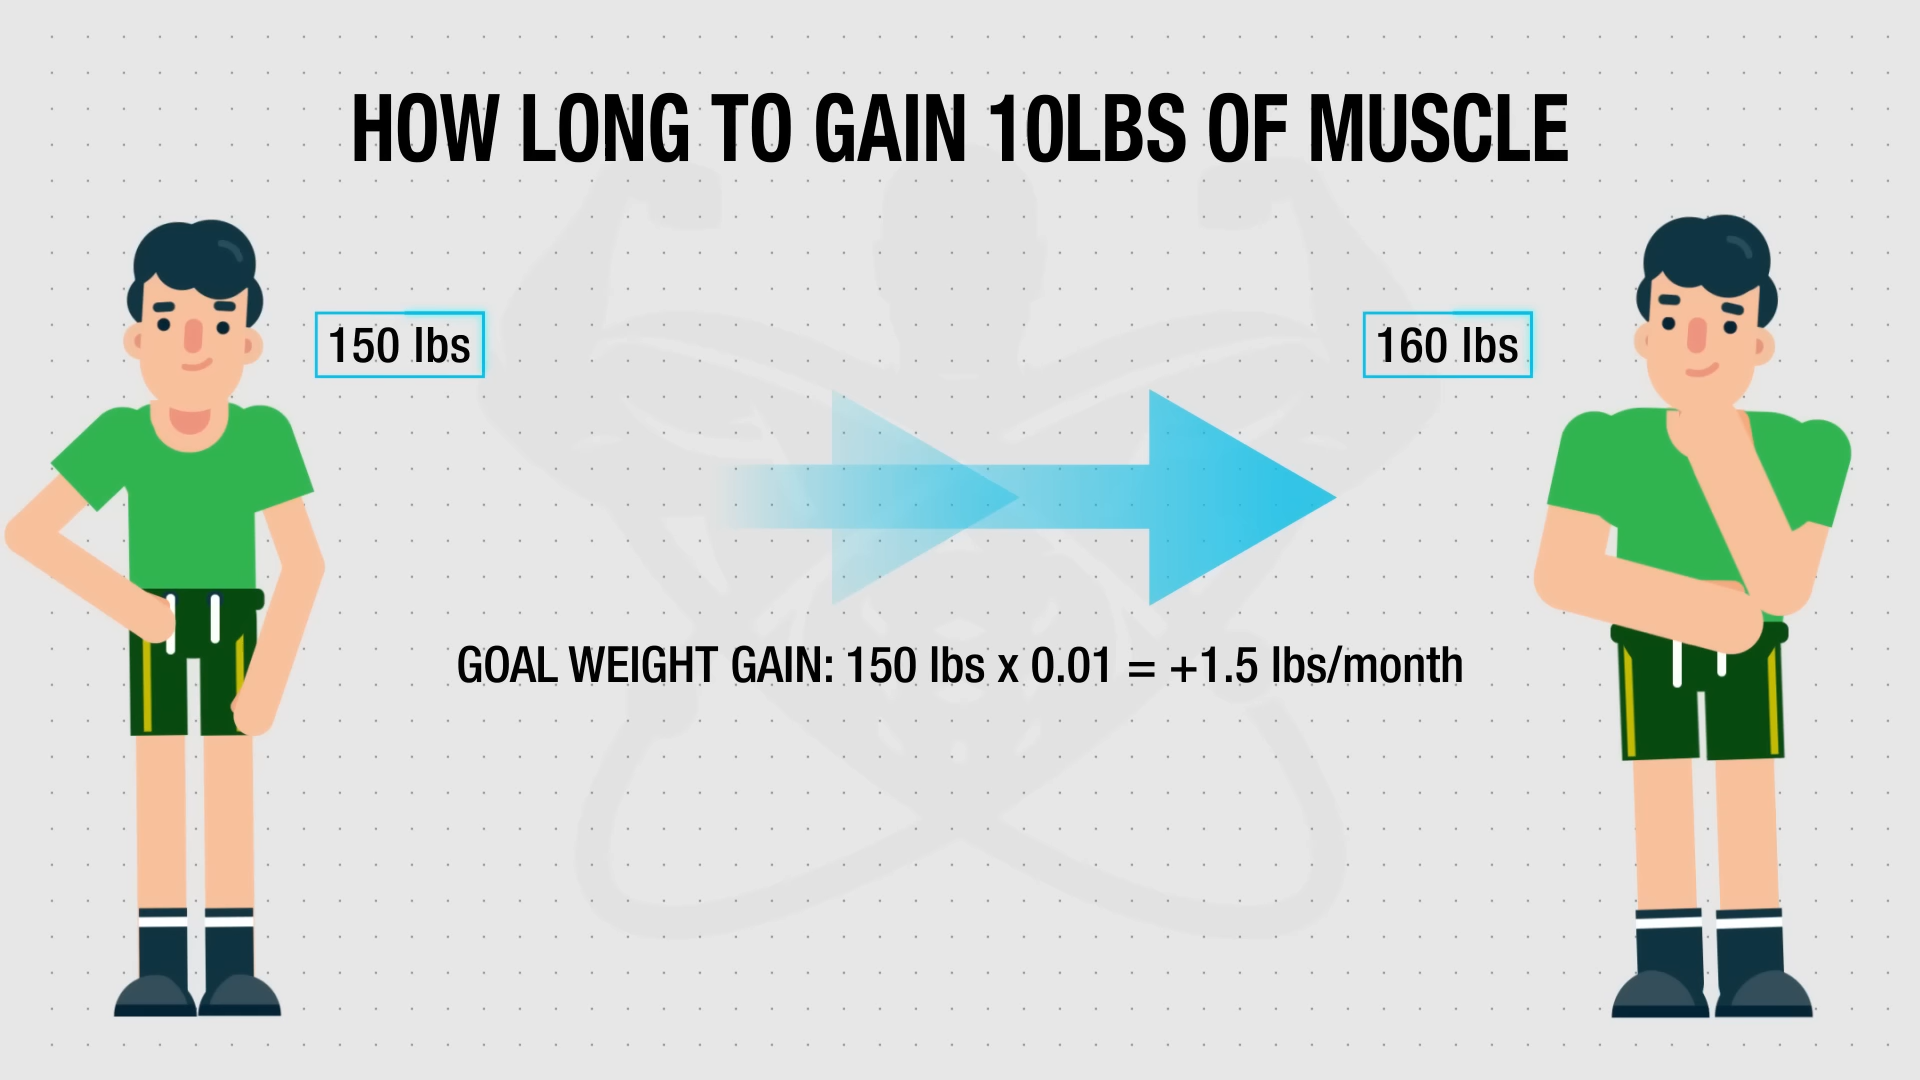 HOW LONG TO GAIN 10LBS OF MUSCLE
150 lbs
160 lbs
GOAL WEIGHT GAIN: 150 lbs x 0.01 = +1.5 lbs/month